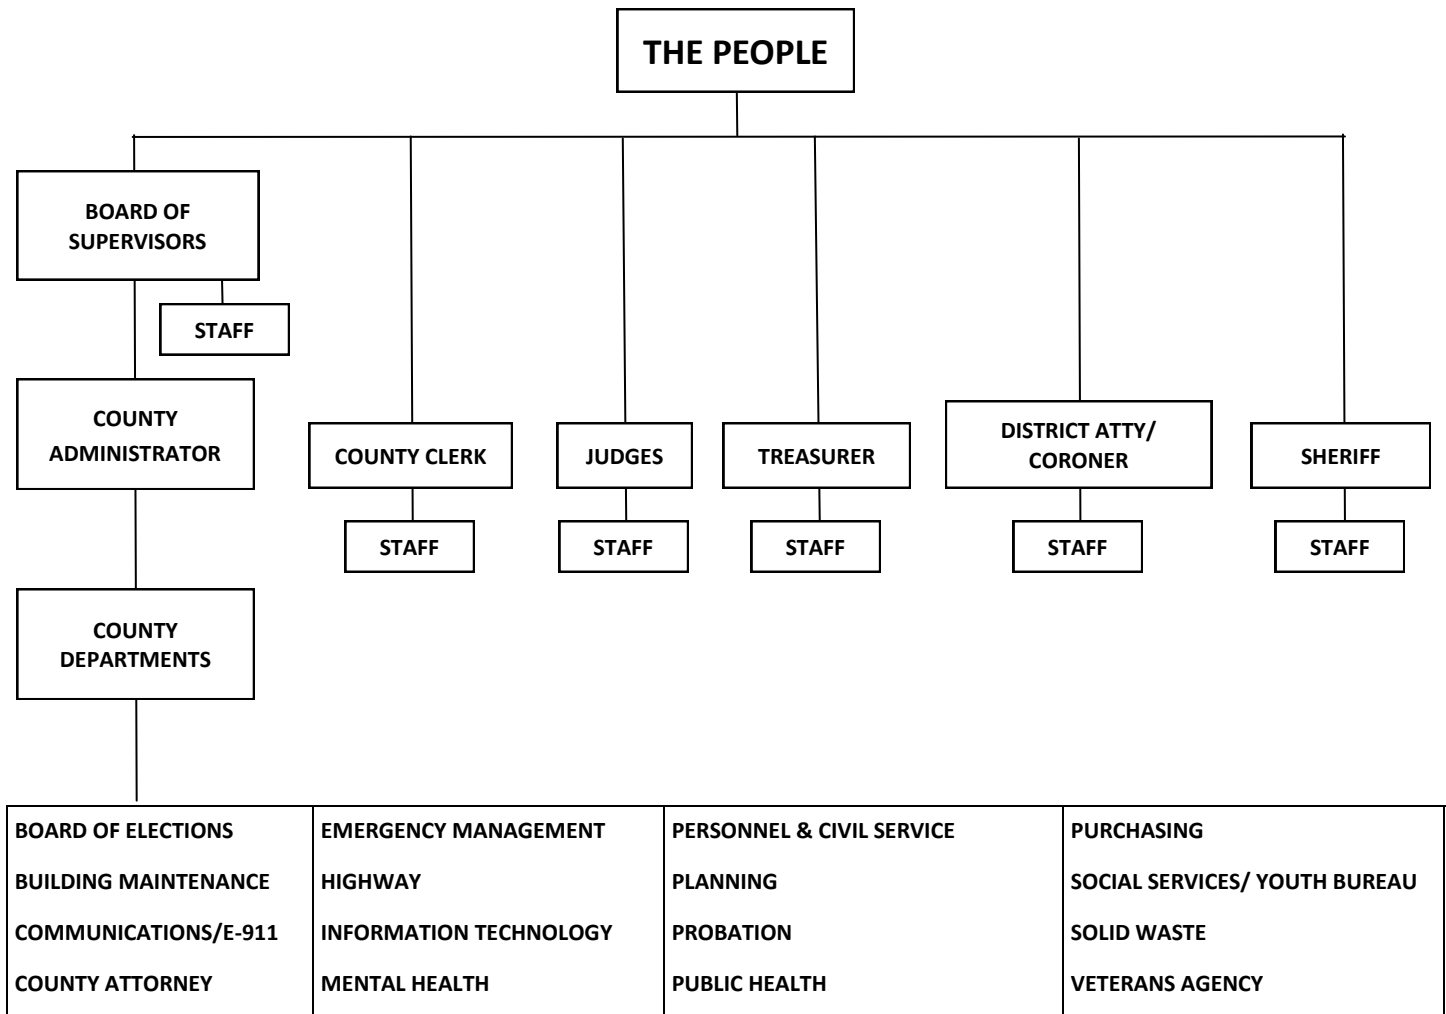 THE PEOPLE
BOARD OF
SUPERVISORS
STAFF
COUNTY
ADMINISTRATOR
COUNTY CLERK
JUDGES
TREASURER
DISTRICT ATTY/
CORONER
SHERIFF
STAFF
STAFF
STAFF
STAFF
STAFF
COUNTY
DEPARTMENTS
BOARD OF ELECTIONS
BUILDING MAINTENANCE
COMMUNICATIONS/E-911
COUNTY ATTORNEY
EMERGENCY MANAGEMENT
HIGHWAY
INFORMATION TECHNOLOGY
MENTAL HEALTH
PERSONNEL & CIVIL SERVICE
PLANNING
PROBATION
PUBLIC HEALTH
PURCHASING
SOCIAL SERVICES/ YOUTH BUREAU
SOLID WASTE
VETERANS AGENCY